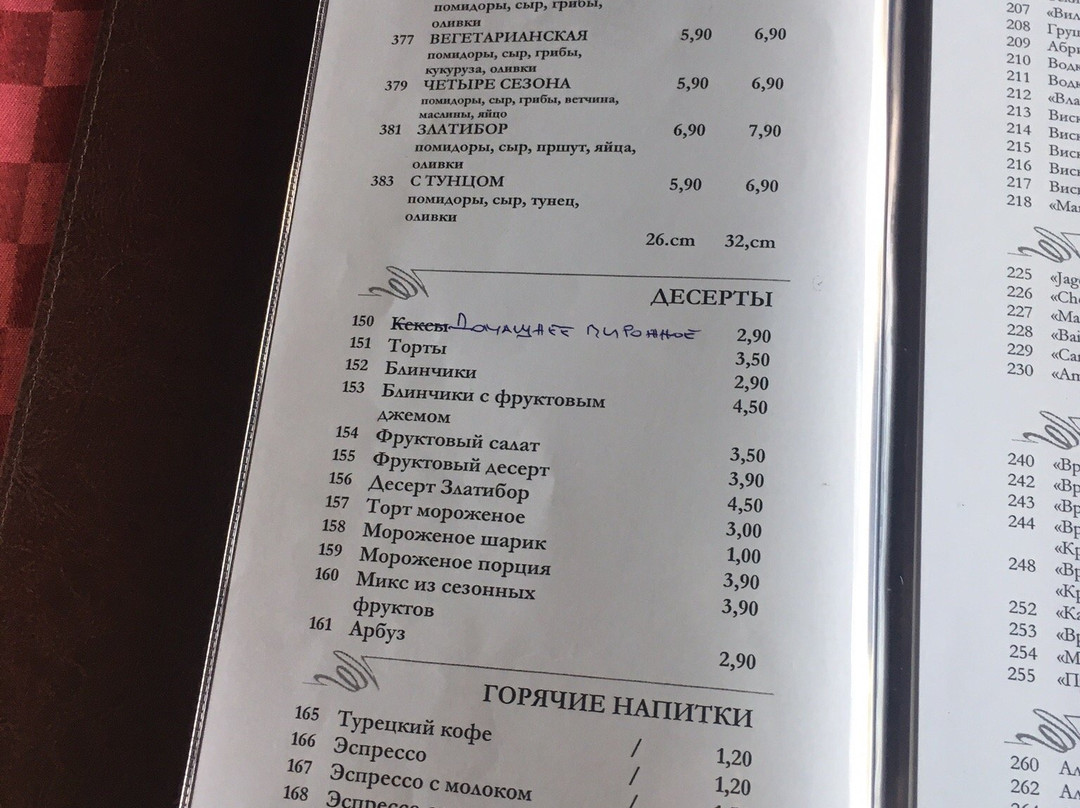 помидоры, сыр, грибы,
оливки
377 ВЕГЕТАРИАНСКАЯ 5,90 6,90
помидоры, сыр, грибы,
кукуруза, оливки
379 ЧЕТЫРЕ СЕЗОНА 5,90 6,90
помидоры, сыр, грибы, ветчина,
маслины, яйцо
381 ЗЛАТИБОР 6,90 7,90
помидоры, сыр, пршут, яйца,
оливки
383 С ТУНЦОМ 5,90 6,90
помидоры, сыр, тунец,
оливки
26.cm 32,cm
ДЕСЕРТЫ
150 Кексы Домашнее пирожное 2,90
151 Торты 3,50
152 Блинчики 2,90
153 Блинчики с фруктовым 4,50
джемом
154 Фруктовый салат 3,50
155 Фруктовый десерт 3,90
156 Десерт Златибор 4,50
157 Торт мороженое 3,00
158 Мороженое шарик 1,00
159 Мороженое порция 3,90
160 Микс из сезонных 3,90
фруктов
161 Арбуз 2,90
ГОРЯЧИЕ НАПИТКИ
165 Турецкий кофе / 1,20
166 Эспрессо / 1,20
167 Эспрессо с молоком /
168 Эспрессо
207
208
209
210
211
212
213
214
215
216
217
218
225
226
227
228
229
230
240
242
243
244
248
252
253
254
255
260
262